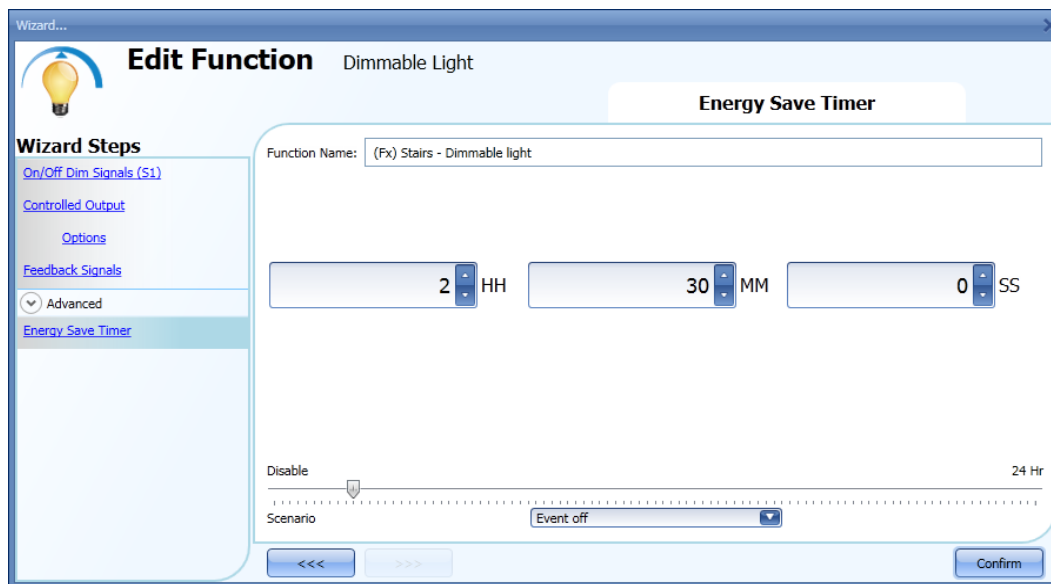 Wizard...
Edit Function Dimmable Light
Energy Save Timer
Wizard Steps
On/Off Dim Signals (S1)
Controlled Output
Options
Feedback Signals
Advanced
Energy Save Timer
Function Name: (Fx) Stairs - Dimmable light
2 HH 30 MM 0 SS
Disable 24 Hr
Scenario Event off
<<< >>> Confirm